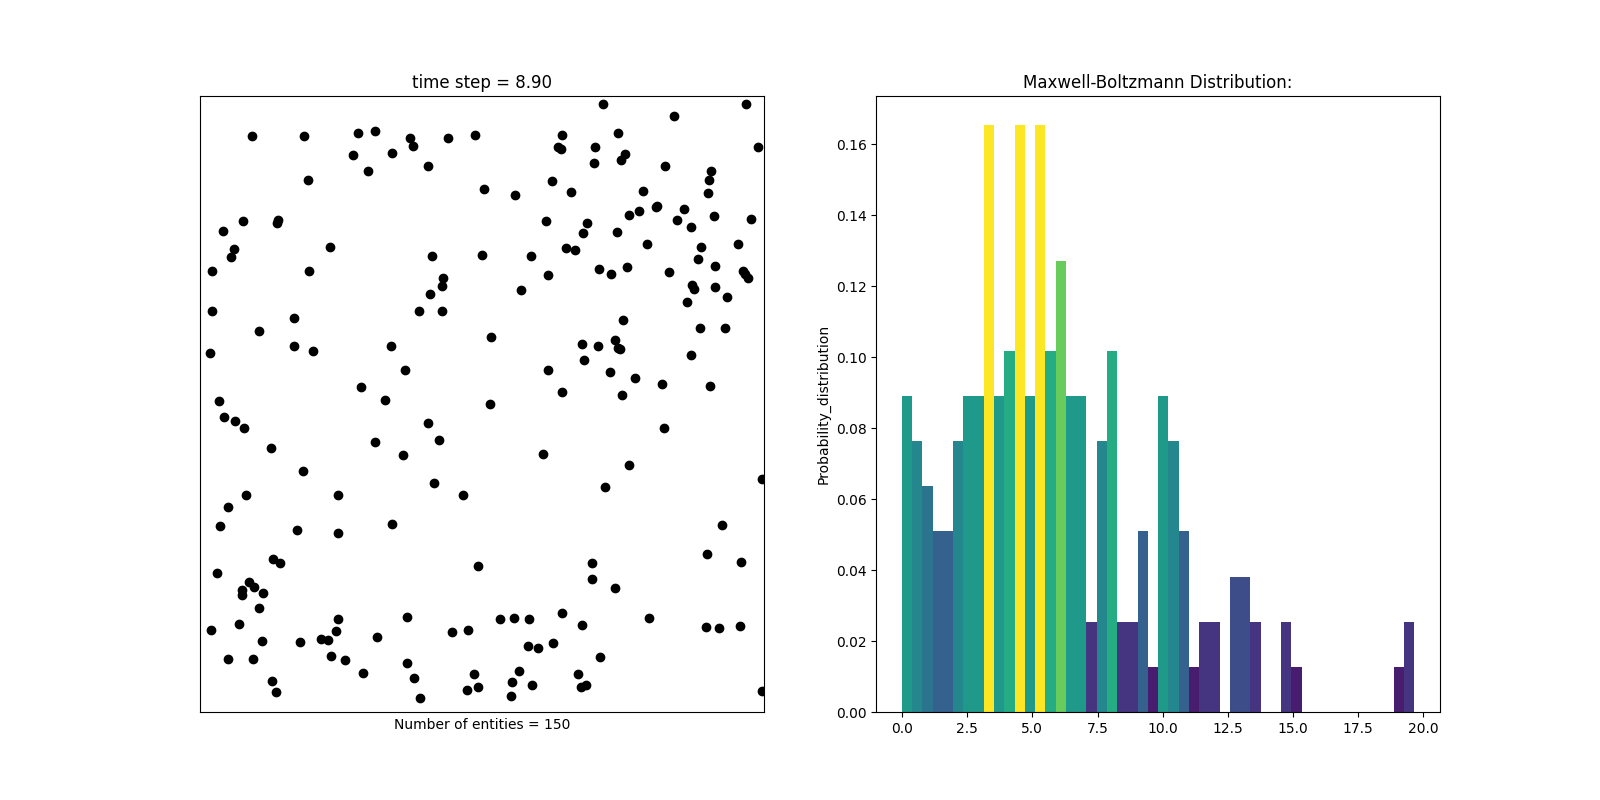 time step = 8.90
Number of entities = 150
Maxwell-Boltzmann Distribution:
Probability_distribution
0.16
0.14
0.12
0.10
0.08
0.06
0.04
0.02
0.00
0.0 2.5 5.0 7.5 10.0 12.5 15.0 17.5 20.0